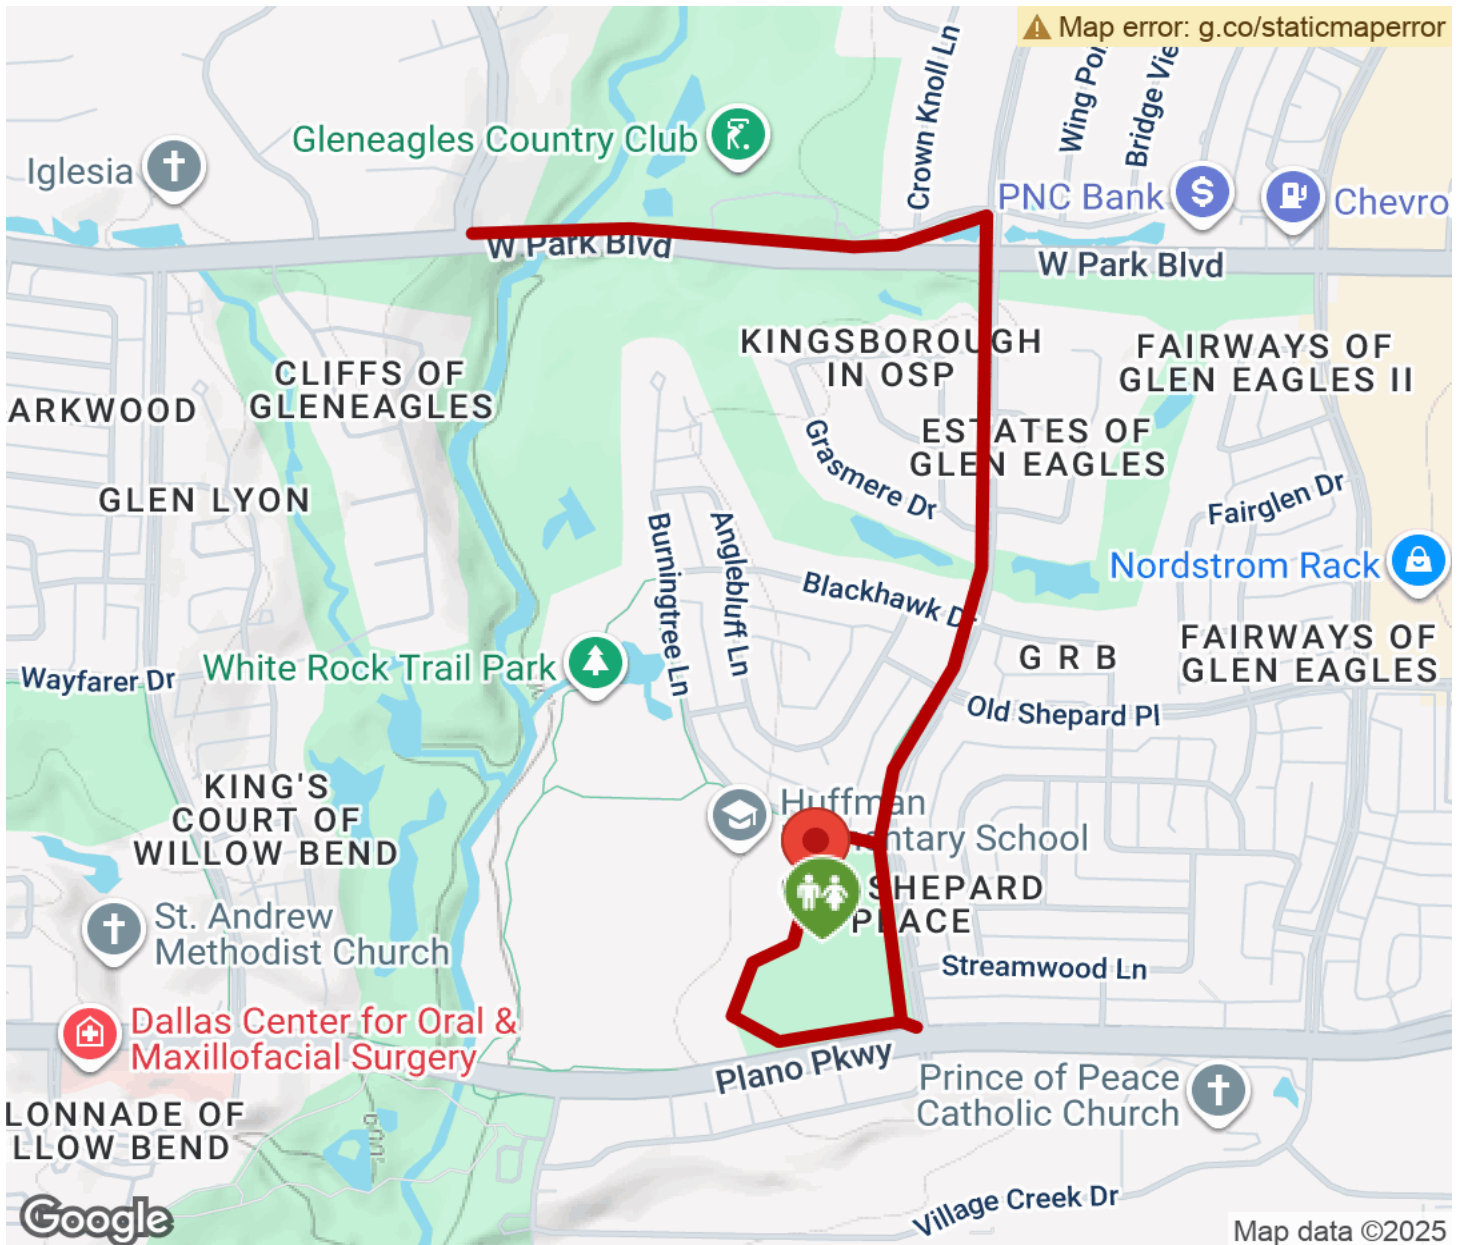 Map error: g.co/staticmaperror
Crown Knoll Ln
Wing Poi
Bridge Vie
Gleneagles Country Club
Iglesia
PNC Bank
Chevro
W Park Blvd
W Park Blvd
KINGSBOROUGH
IN OSP
FAIRWAYS OF
GLEN EAGLES II
CLIFFS OF
GLENEAGLES
ARKWOOD
ESTATES OF
GLEN EAGLES
Grasmere Dr
GLEN LYON
Fairglen Dr
Burningtree Ln
Anglebluff Ln
Nordstrom Rack
Blackhawk D
White Rock Trail Park
G R B
FAIRWAYS OF
GLEN EAGLES
Wayfarer Dr
Old Shepard Pl
KING'S
COURT OF
WILLOW BEND
Huffman
entary School
SHEPARD
PLACE
St. Andrew
Methodist Church
Streamwood Ln
Dallas Center for Oral &
Maxillofacial Surgery
Plano Pkwy
Prince of Peace
Catholic Church
LONNADE OF
LLOW BEND
Village Creek Dr
Google
Map data ©2025